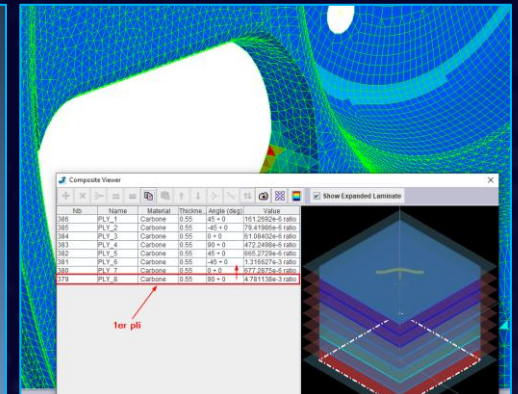 Composite Viewer
Show Expanded Laminate
Nb Name Material Thickne... Angle (deg) Value
386 PLY_1 Carbone 0.55 45 + 0 161.2692e-6 ratio
385 PLY_2 Carbone 0.55 -45 + 0 79.41986e-6 ratio
384 PLY_3 Carbone 0.55 0 + 0 61.08402e-6 ratio
383 PLY_4 Carbone 0.55 90 + 0 472.2498e-6 ratio
382 PLY_5 Carbone 0.55 45 + 0 665.2729e-6 ratio
381 PLY_6 Carbone 0.55 -45 + 0 1.316627e-3 ratio
380 PLY_7 Carbone 0.55 0 + 0 677.2875e-6 ratio
379 PLY_8 Carbone 0.55 90 + 0 4.781138e-3 ratio
1er pli